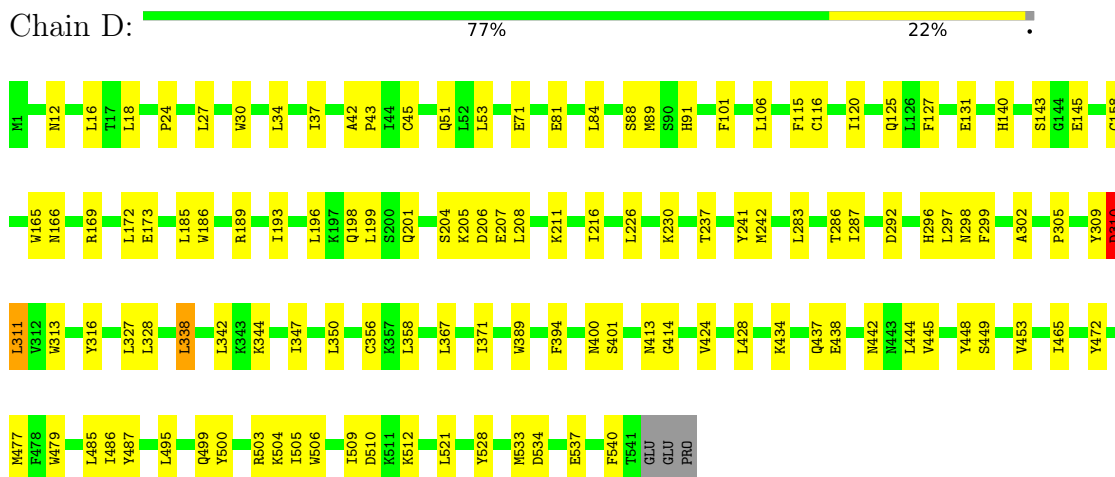 Chain D:
77% 22% •
M1 N12 L16 T17 L18 P24 L27 W30 L34 I37 A42 P43 I44 C45 Q51 L52 L53 E71 E81 L84 S88 M89 S90 H91 F101 L106 F115 C116 I120 Q125 L126 F127 E131 H140 S143 G144 E145
W165 N166 R169 L172 E173 L185 W186 R189 I193 L196 K197 Q198 L199 S200 Q201 S204 K205 D206 E207 L208 K211 I216 L226 K230 T237 Y241 M242 L283 T286 I287 D292 H296 L297 N298 F299 A302 P305 Y309
L311 V312 W313 Y316 L327 L328 L338 L342 K343 K344 I347 L350 C356 K357 L358 L367 I371 W389 F394 N400 S401 N413 G414 V424 L428 K434 Q437 E438 N442 N443 L444 V445 Y448 S449 V453 I465 Y472
M477 F478 W479 L485 I486 Y487 L495 Q499 Y500 R503 K504 I505 W506 I509 D510 K511 K512 L521 Y528 M533 D534 E537 F540 T541 GLU GLU PRO